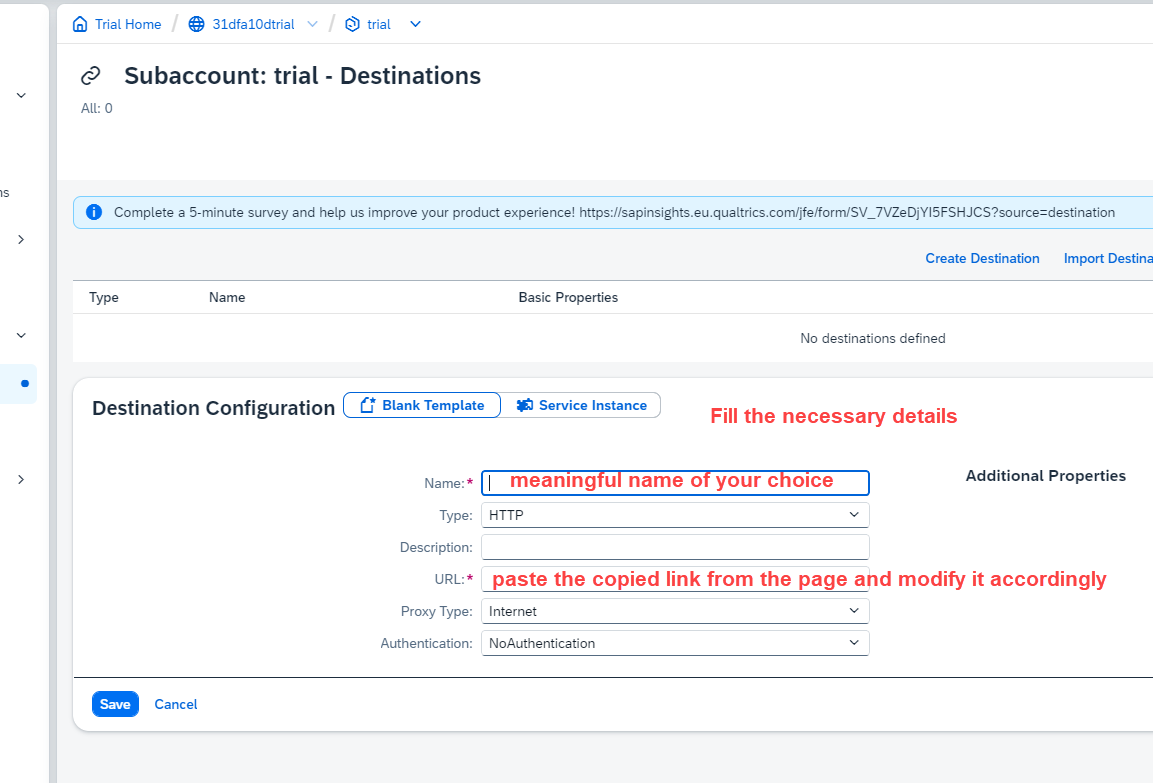 Trial Home / 31dfa10dtrial / trial
Subaccount: trial - Destinations
All: 0
ns
Complete a 5-minute survey and help us improve your product experience! https://sapinsights.eu.qualtrics.com/jfe/form/SV_7VZeDjYI5FSHJCS?source=destination
Create Destination Import Destina
Type Name Basic Properties
No destinations defined
Destination Configuration Blank Template Service Instance
Fill the necessary details
Name:* meaningful name of your choice
Additional Properties
Type: HTTP
Description:
URL:* paste the copied link from the page and modify it accordingly
Proxy Type: Internet
Authentication: NoAuthentication
Save Cancel